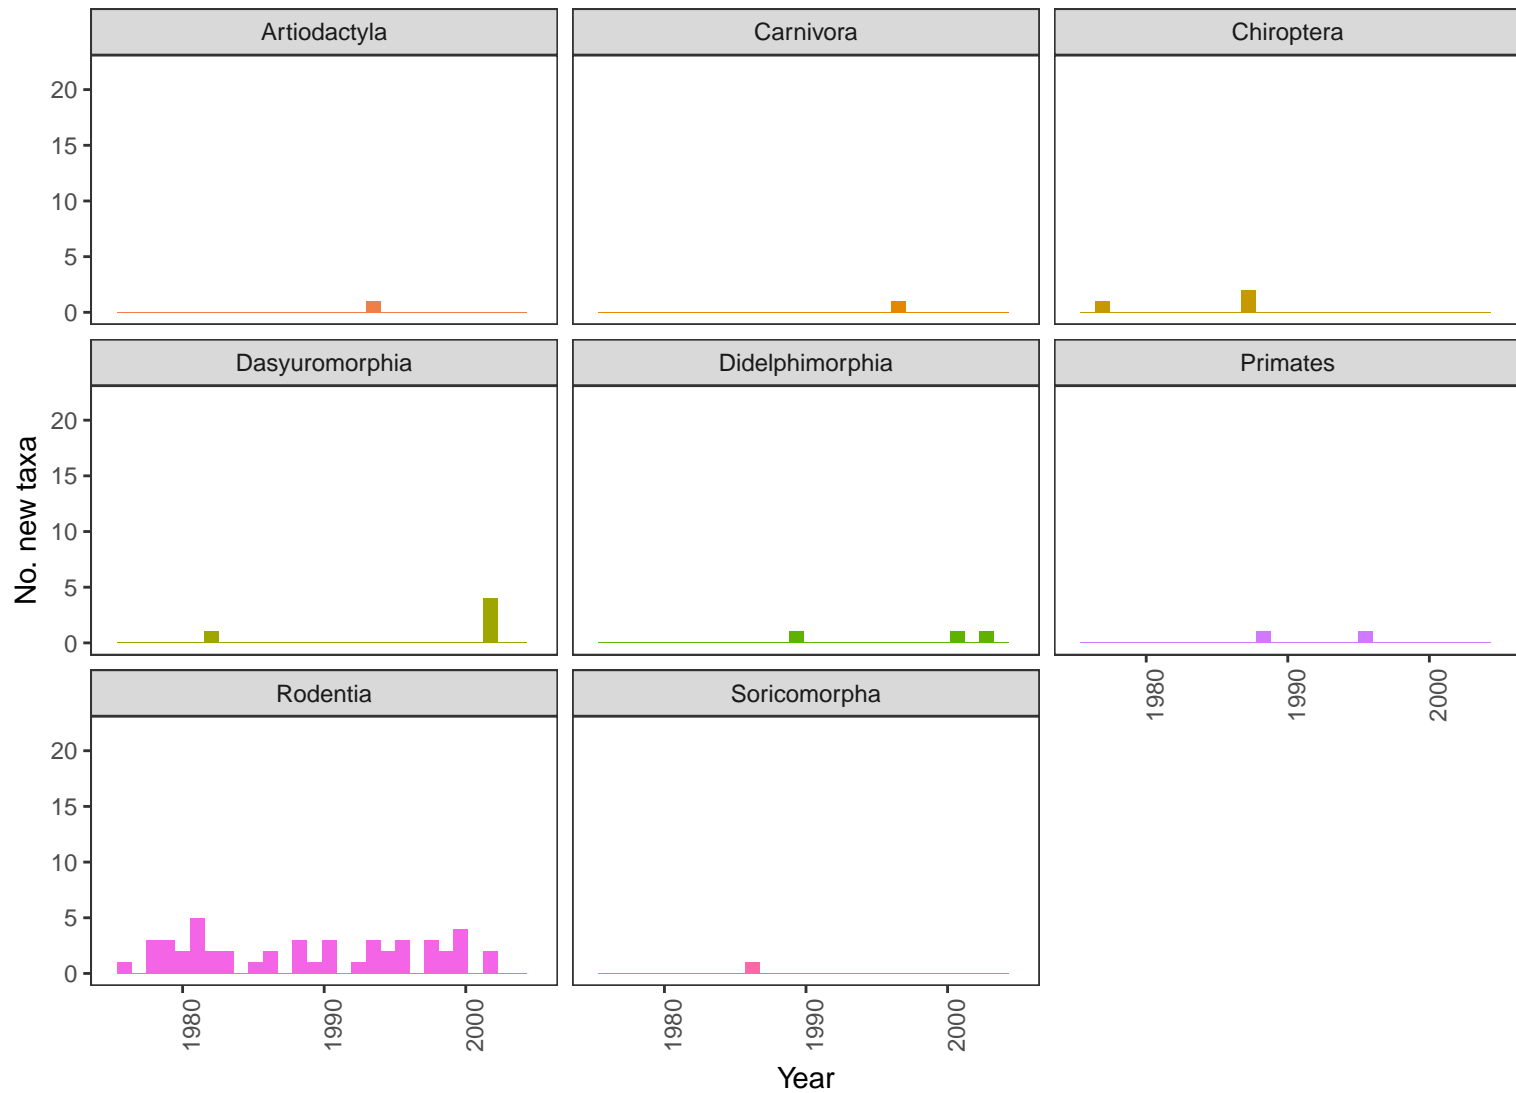 Artiodactyla
Carnivora
Chiroptera
20
15
10
5
0
Dasyuromorphia
Didelphimorphia
Primates
20
15
10
5
0
1980
1990
2000
Rodentia
Soricomorpha
20
15
10
5
0
1980
1990
2000
1980
1990
2000
No. new taxa
Year